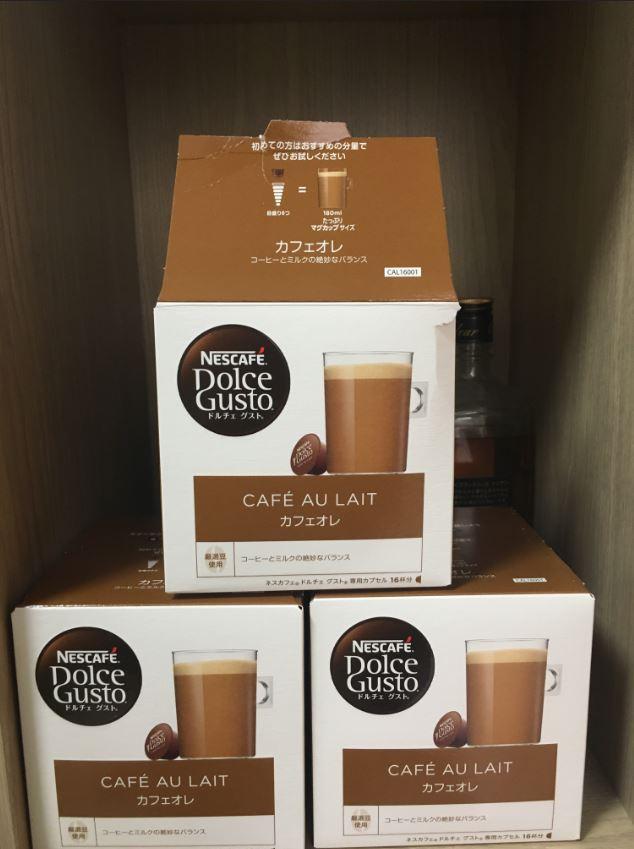 初めての方はおすすめの分量で
ぜひお試しください
=
目盛り6つ
180ml
たっぷり
マグカップサイズ
カフェオレ
コーヒーとミルクの絶妙なバランス
CAL16001
NESCAFÉ
Dolce
Gusto
ドルチェ グスト
CAFÉ AU LAIT
カフェオレ
厳選豆
使用
コーヒーとミルクの絶妙なバランス
ネスカフェ ドルチェ グスト 専用カプセル 16杯分
NESCAFÉ
Dolce
Gusto
ドルチェ グスト
CAFÉ AU LAIT
カフェオレ
厳選豆
使用
コーヒーとミルクの絶妙なバランス
CAL16001
NESCAFÉ
Dolce
Gusto
ドルチェ グスト
CAFÉ AU LAIT
カフェオレ
厳選豆
使用
コーヒーとミルクの絶妙なバランス
ネスカフェ ドルチェ グスト 専用カプセル 16杯分